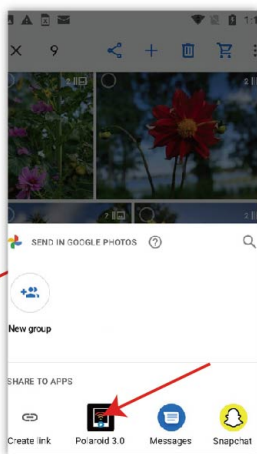 9
SEND IN GOOGLE PHOTOS
New group
SHARE TO APPS
Create link Polaroid 3.0 Messages Snapchat